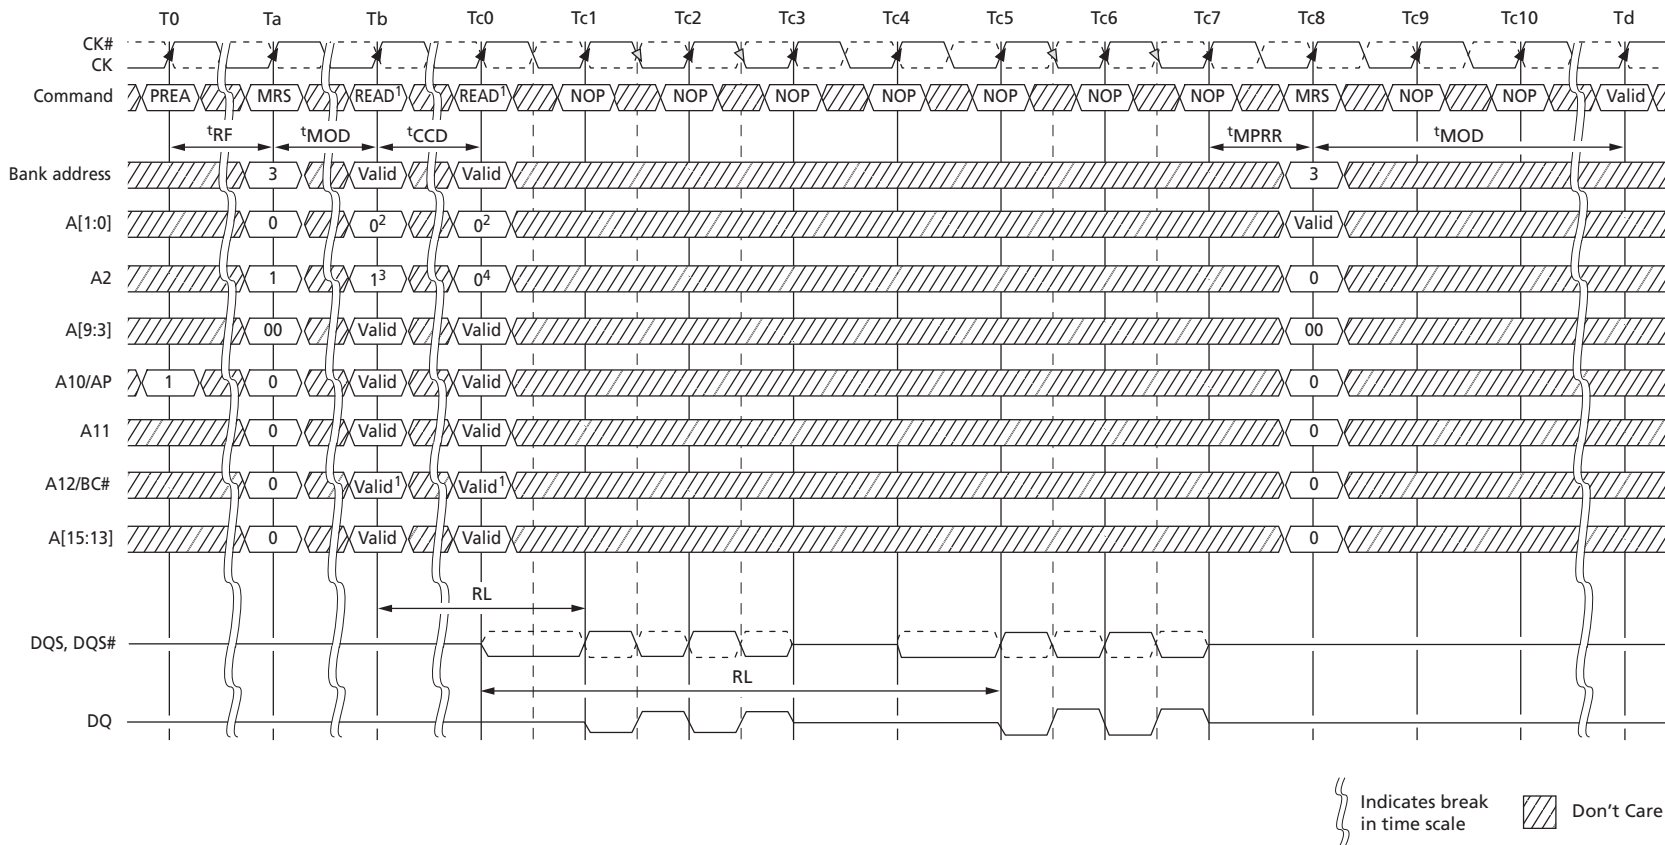 T0 Ta Tb Tc0 Tc1 Tc2 Tc3 Tc4 Tc5 Tc6 Tc7 Tc8 Tc9 Tc10 Td
CK#
CK
Command PREA MRS READ¹ READ¹ NOP NOP NOP NOP NOP NOP NOP MRS NOP NOP Valid
tRF tMOD tCCD tMPRR tMOD
Bank address 3 Valid Valid 3
A[1:0] 0 0² 0² Valid
A2 1 1³ 0⁴ 0
A[9:3] 00 Valid Valid 00
A10/AP 1 0 Valid Valid 0
A11 0 Valid Valid 0
A12/BC# 0 Valid¹ Valid¹ 0
A[15:13] 0 Valid Valid 0
RL
DQS, DQS#
RL
DQ
Indicates break
in time scale
Don't Care